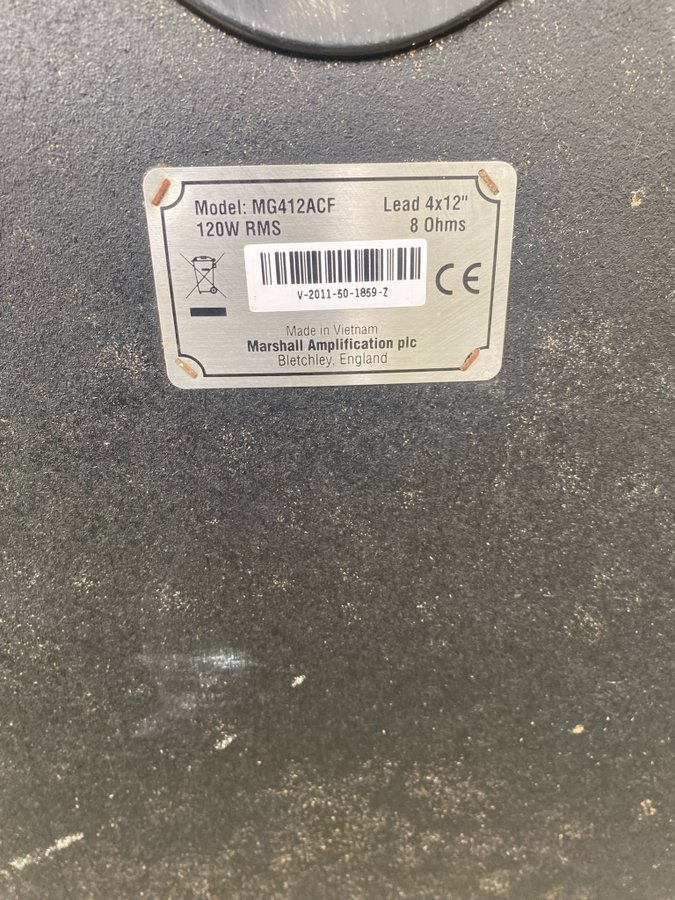 Model: MG412ACF Lead 4x12"
120W RMS 8 Ohms
V-2011-50-1859-Z
CE
Made in Vietnam
Marshall Amplification plc
Bletchley, England